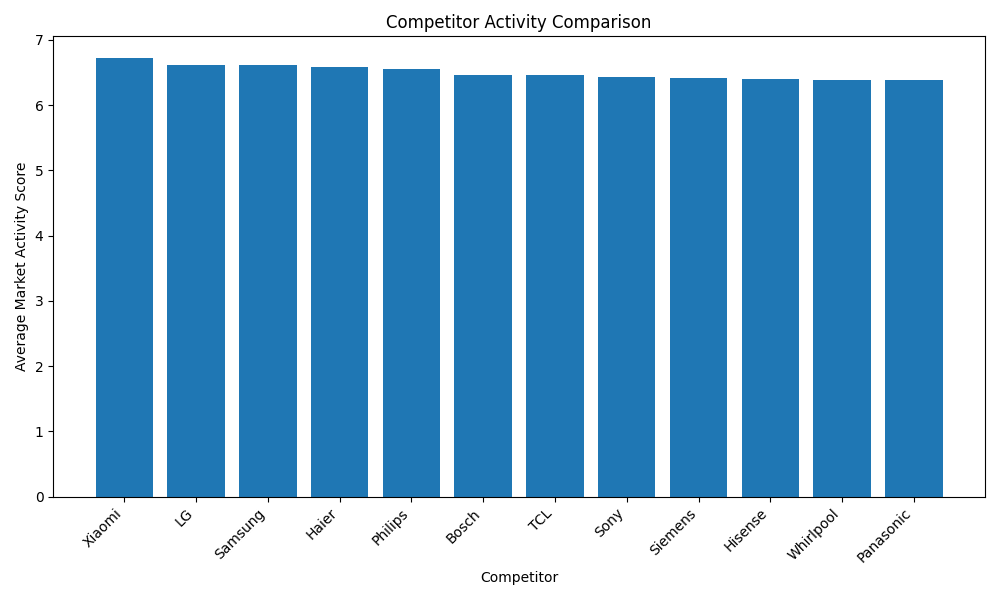 Competitor Activity Comparison
Average Market Activity Score
7
6
5
4
3
2
1
0
Xiaomi
LG
Samsung
Haier
Philips
Bosch
TCL
Sony
Siemens
Hisense
Whirlpool
Panasonic
Competitor